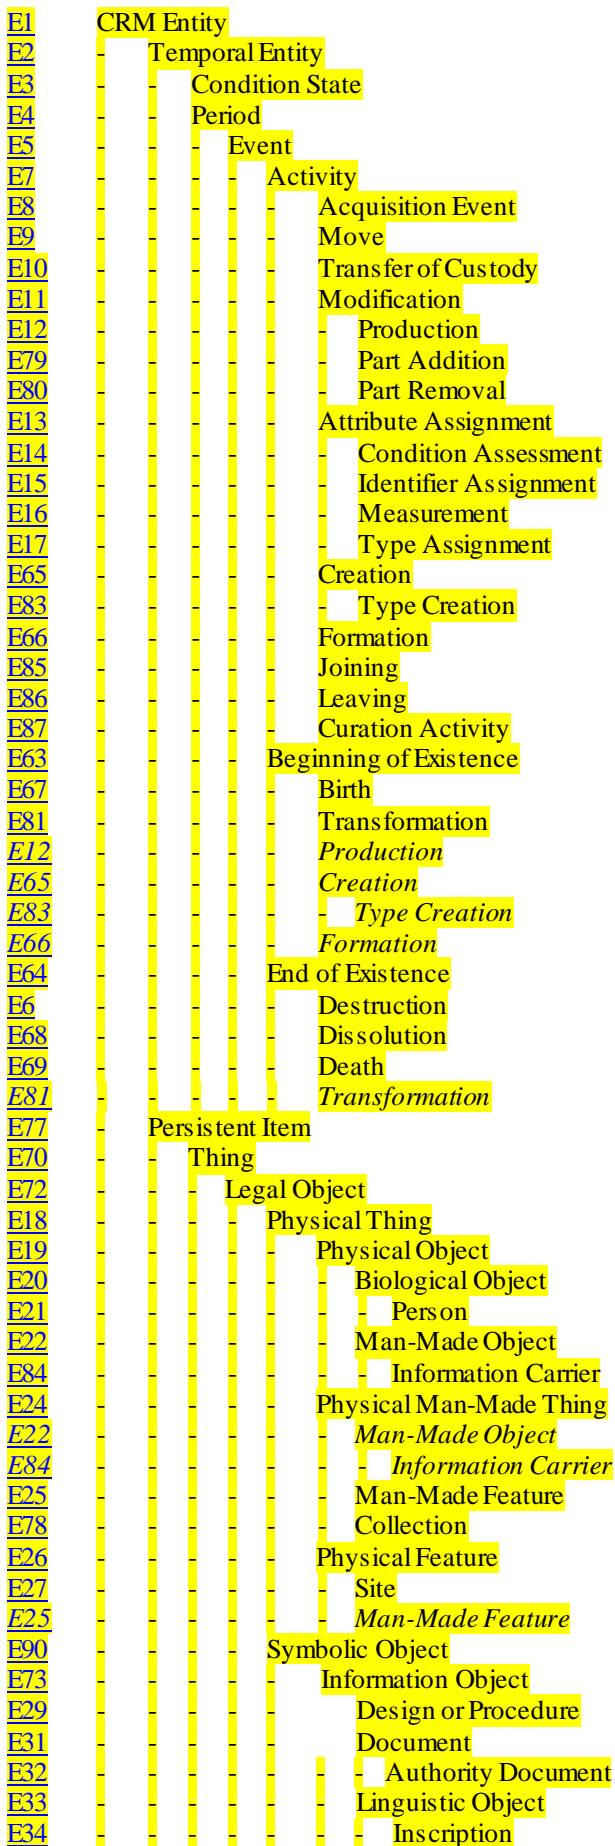 E1 CRM Entity
E2 - Temporal Entity
E3 - - Condition State
E4 - - Period
E5 - - - Event
E7 - - - - Activity
E8 - - - - - Acquisition Event
E9 - - - - - Move
E10 - - - - - Transfer of Custody
E11 - - - - - Modification
E12 - - - - - - Production
E79 - - - - - - Part Addition
E80 - - - - - - Part Removal
E13 - - - - - Attribute Assignment
E14 - - - - - - Condition Assessment
E15 - - - - - - Identifier Assignment
E16 - - - - - - Measurement
E17 - - - - - - Type Assignment
E65 - - - - - Creation
E83 - - - - - - Type Creation
E66 - - - - - Formation
E85 - - - - - Joining
E86 - - - - - Leaving
E87 - - - - - Curation Activity
E63 - - - - Beginning of Existence
E67 - - - - - Birth
E81 - - - - - Transformation
E12 - - - - - Production
E65 - - - - - Creation
E83 - - - - - - Type Creation
E66 - - - - - Formation
E64 - - - - End of Existence
E6 - - - - - Destruction
E68 - - - - - Dissolution
E69 - - - - - Death
E81 - - - - - Transformation
E77 - Persistent Item
E70 - - Thing
E72 - - - Legal Object
E18 - - - - Physical Thing
E19 - - - - - Physical Object
E20 - - - - - - Biological Object
E21 - - - - - - - Person
E22 - - - - - - Man-Made Object
E84 - - - - - - - Information Carrier
E24 - - - - - Physical Man-Made Thing
E22 - - - - - - Man-Made Object
E84 - - - - - - - Information Carrier
E25 - - - - - - Man-Made Feature
E78 - - - - - - Collection
E26 - - - - - Physical Feature
E27 - - - - - - Site
E25 - - - - - - Man-Made Feature
E90 - - - - Symbolic Object
E73 - - - - - Information Object
E29 - - - - - Design or Procedure
E31 - - - - - Document
E32 - - - - - - - Authority Document
E33 - - - - - - Linguistic Object
E34 - - - - - - - Inscription